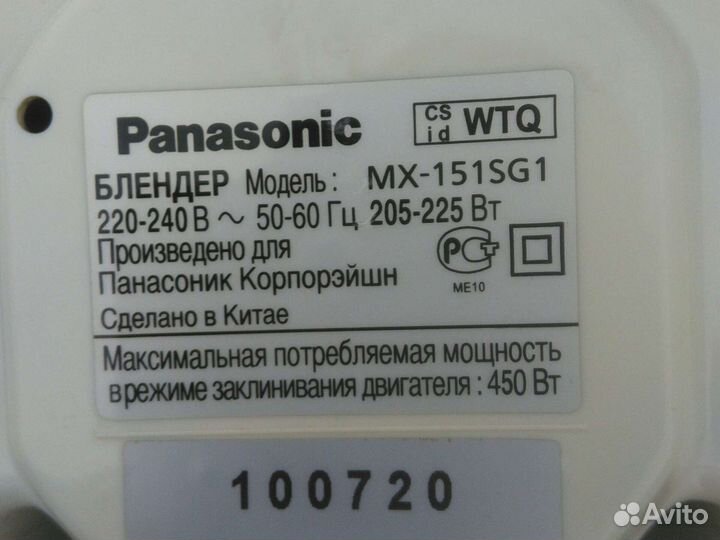 Panasonic
CS id WTQ
БЛЕНДЕР Модель: MX-151SG1
220-240 В ~ 50-60 Гц 205-225 Вт
Произведено для
Панасоник Корпорэйшн
РСТ
ME10
Сделано в Китае
Максимальная потребляемая мощность
в режиме заклинивания двигателя : 450 Вт
100720
Avito